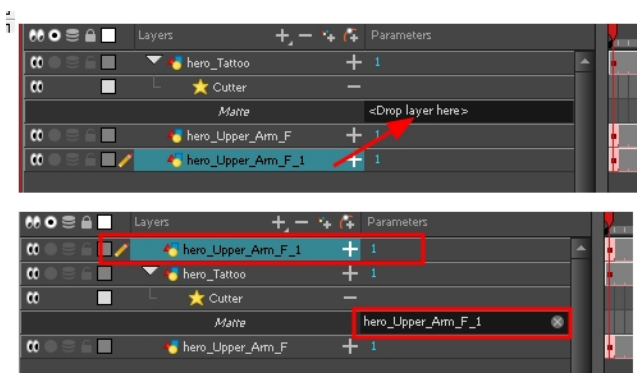 Layers Parameters
hero_Tattoo 1
Cutter
Matte <Drop layer here>
hero_Upper_Arm_F 1
hero_Upper_Arm_F_1 1
Layers Parameters
hero_Upper_Arm_F_1 1
hero_Tattoo 1
Cutter
Matte hero_Upper_Arm_F_1
hero_Upper_Arm_F 1